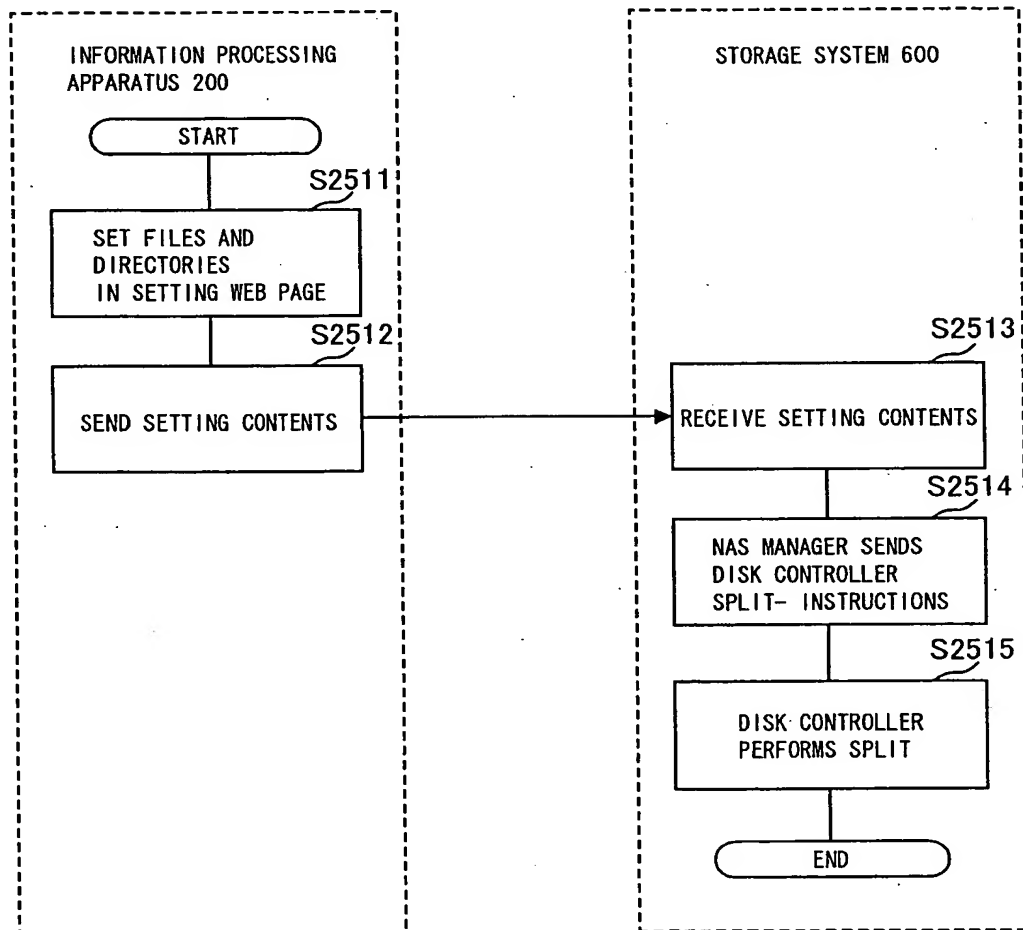 INFORMATION PROCESSING
APPARATUS 200
START
S2511
SET FILES AND
DIRECTORIES
IN SETTING WEB PAGE
S2512
SEND SETTING CONTENTS
STORAGE SYSTEM 600
S2513
RECEIVE SETTING CONTENTS
S2514
NAS MANAGER SENDS
DISK CONTROLLER
SPLIT- INSTRUCTIONS
S2515
DISK CONTROLLER
PERFORMS SPLIT
END